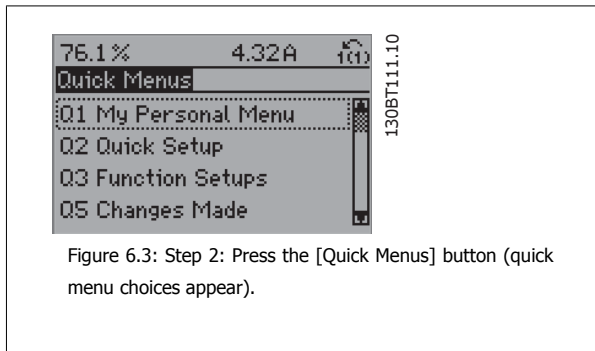 76.1% 4.32A 1(1)
Quick Menus
Q1 My Personal Menu
Q2 Quick Setup
Q3 Function Setups
Q5 Changes Made
130BT111.10
Figure 6.3: Step 2: Press the [Quick Menus] button (quick
menu choices appear).